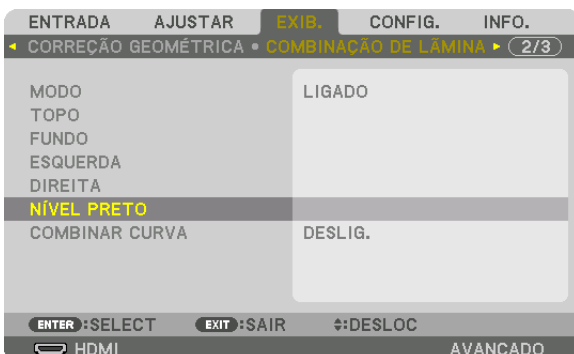 ENTRADA AJUSTAR EXIB. CONFIG. INFO.
CORREÇÃO GEOMÉTRICA • COMBINAÇÃO DE LÃMINA 2/3
MODO LIGADO
TOPO
FUNDO
ESQUERDA
DIREITA
NÍVEL PRETO
COMBINAR CURVA DESLIG.
ENTER :SELECT EXIT :SAIR :DESLOC
HDMI AVANÇADO